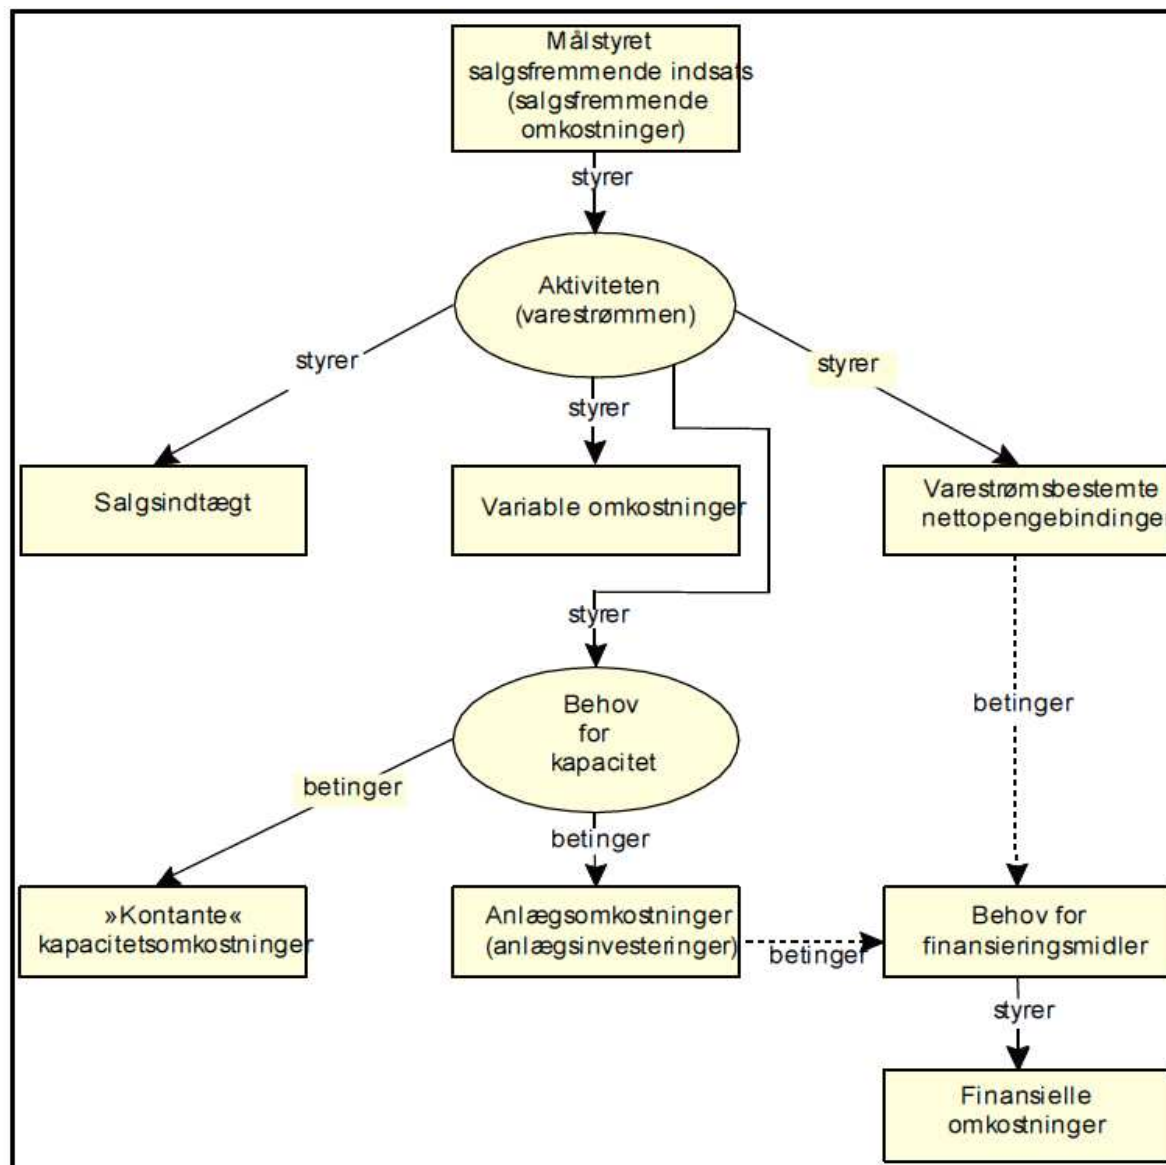 Målstyret
salgsfremmende indsats
(salgsfremmende
omkostninger)
styrer
Aktiviteten
(varestrømmen)
styrer
styrer
styrer
Salgsindtægt
Variable omkostninger
Varestrømsbestemte
nettopengebindinger
styrer
Behov
for
kapacitet
betinger
betinger
betinger
»Kontante«
kapacitetsomkostninger
Anlægsomkostninger
(anlægsinvesteringer)
betinger
Behov for
finansieringsmidler
styrer
Finansielle
omkostninger